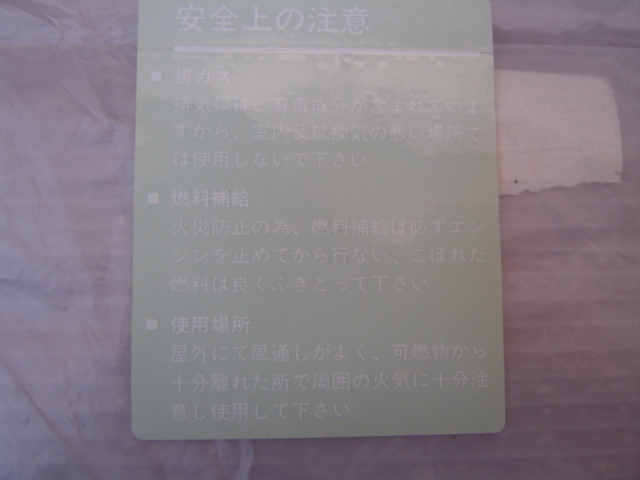 安全上の注意
■ 排ガス
排気には、有毒成分が含まれていま
すから、室内及び換気の悪い場所で
は使用しないで下さい
■ 燃料補給
火災防止の為、燃料補給は必ずエン
ジンを止めてから行ない、こぼれた
燃料は良くふきとって下さい
■ 使用場所
屋外にて風通しがよく、可燃物から
十分離れた所で周囲の火気に十分注
意し使用して下さい